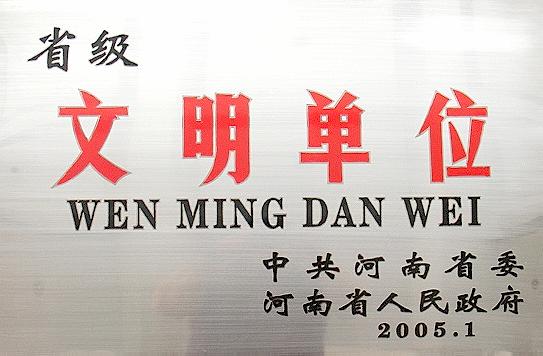 省级
文明单位
WEN MING DAN WEI
中共河南省委
河南省人民政府
2005.1